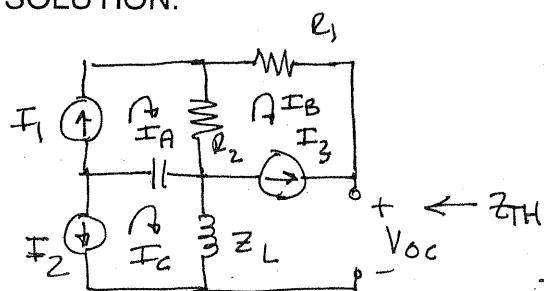 SOLUTION:
R1
I1
IA
R2
IB
I3
+ ← ZTH
VOC
-
I2
IC
ZL